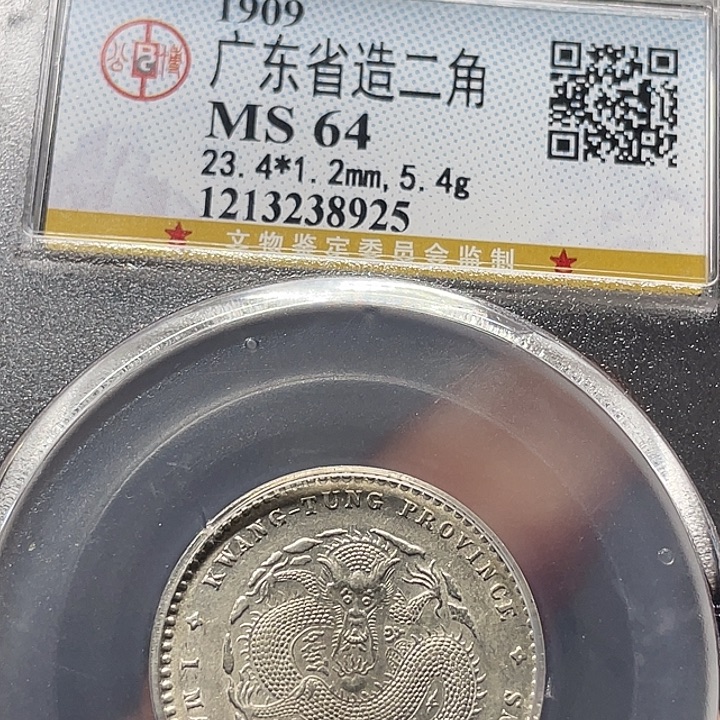 1909
广东省造二角
MS 64
23.4*1.2mm,5.4g
1213238925
文物鉴定委员会监制
KWANG-TUNG PROVINCE